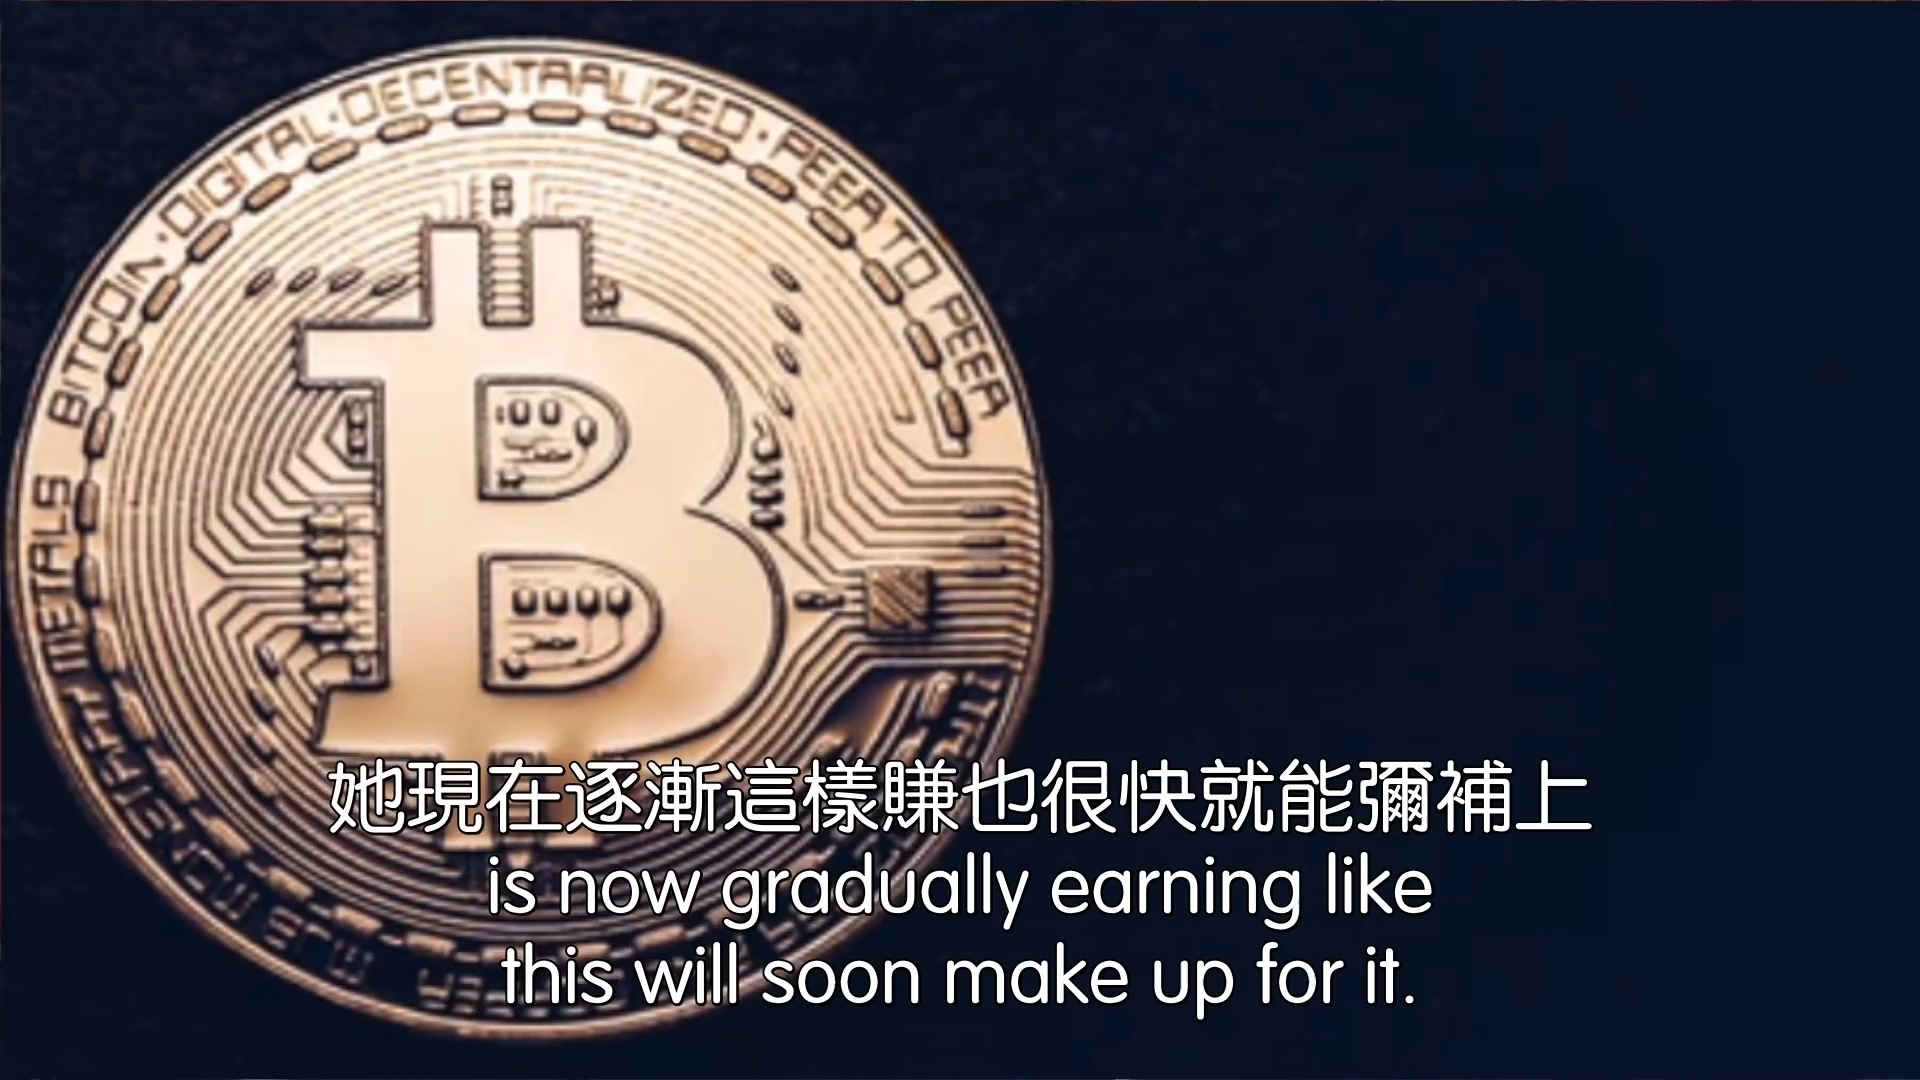 BITCOIN · DIGITAL · DECENTRALIZED · PEER TO PEER
METALS
她現在逐漸這樣賺也很快就能彌補上
is now gradually earning like
this will soon make up for it.